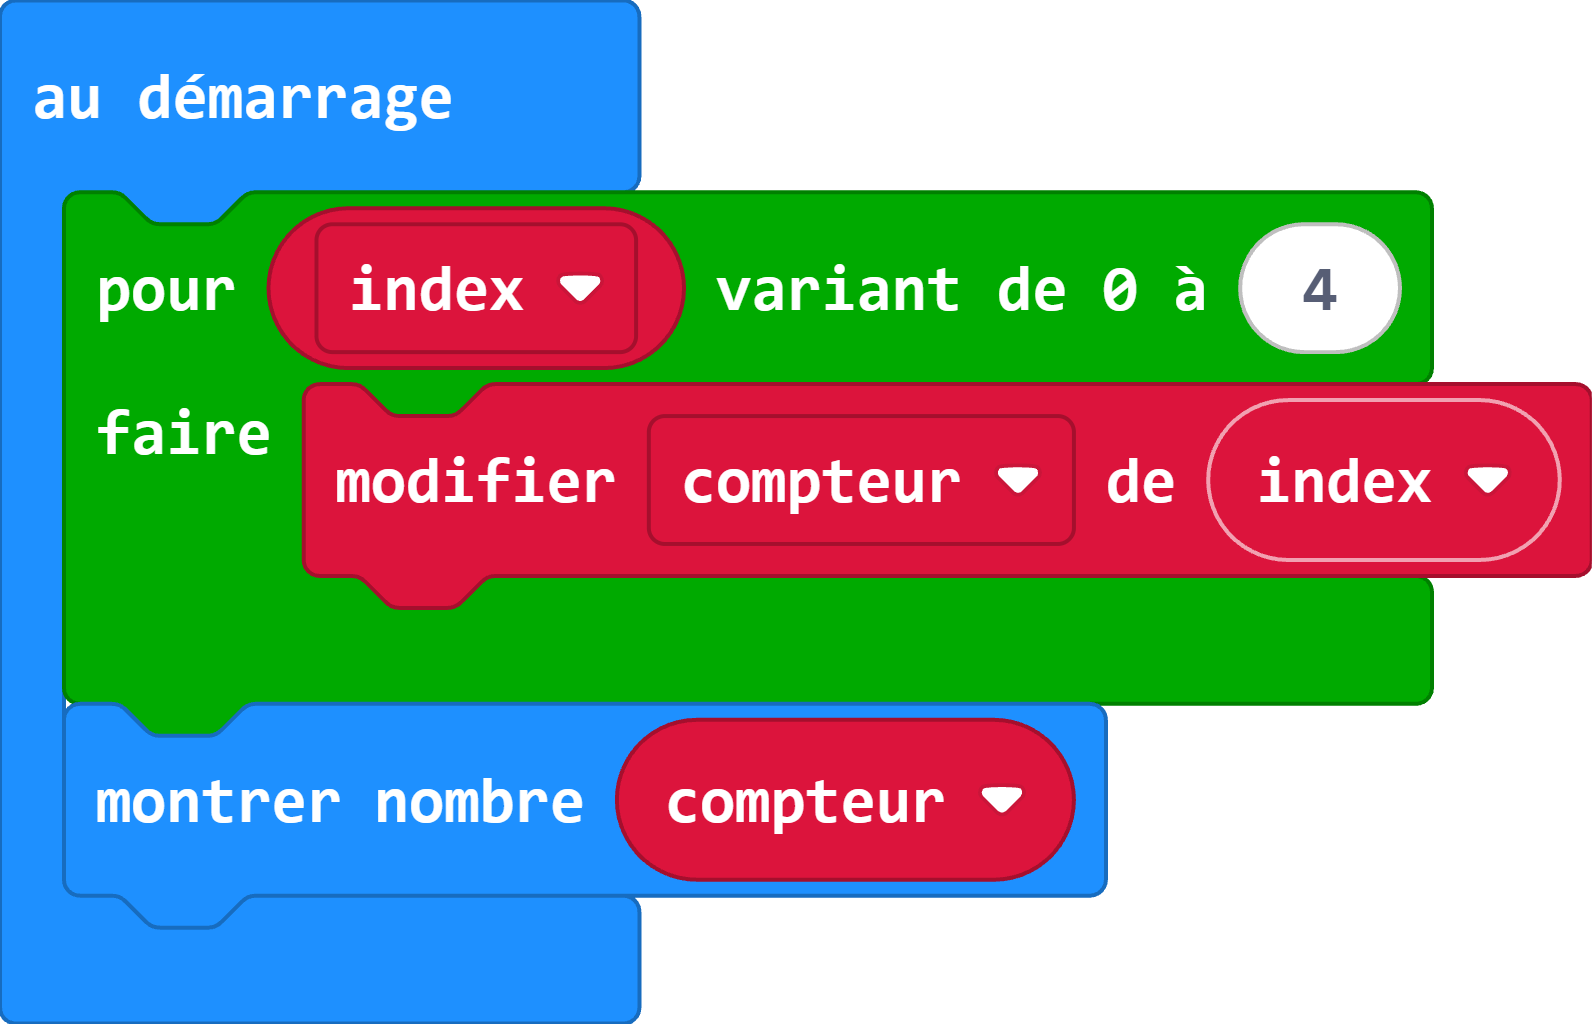 au démarrage
pour index variant de 0 à 4
faire modifier compteur de index
montrer nombre compteur